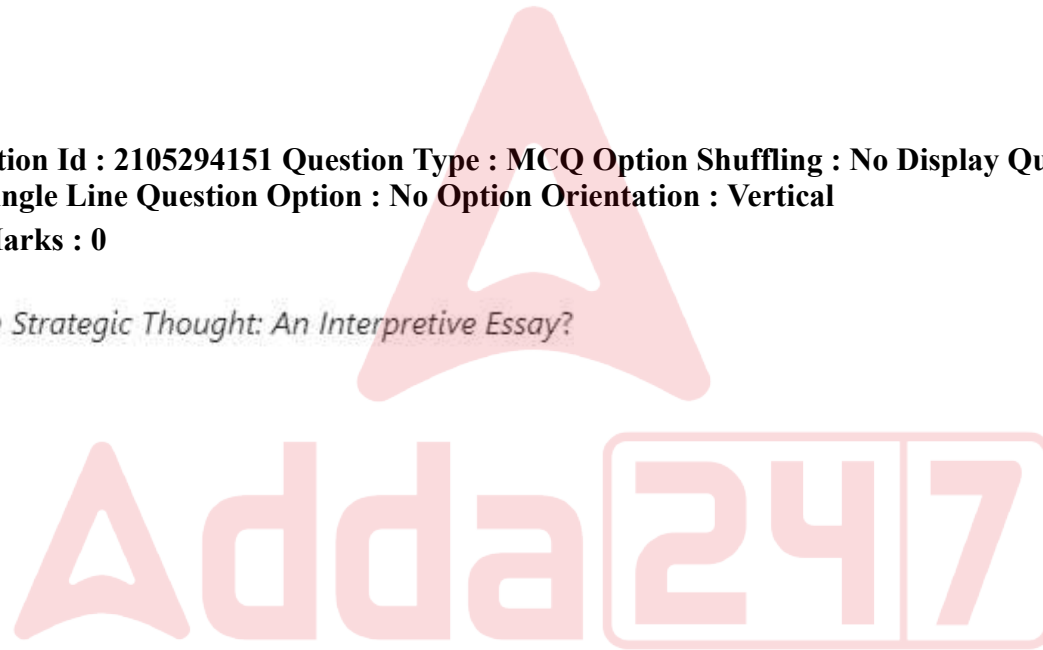 tion Id : 2105294151 Question Type : MCQ Option Shuffling : No Display Qu
ngle Line Question Option : No Option Orientation : Vertical
arks : 0
Strategic Thought: An Interpretive Essay?
Adda247